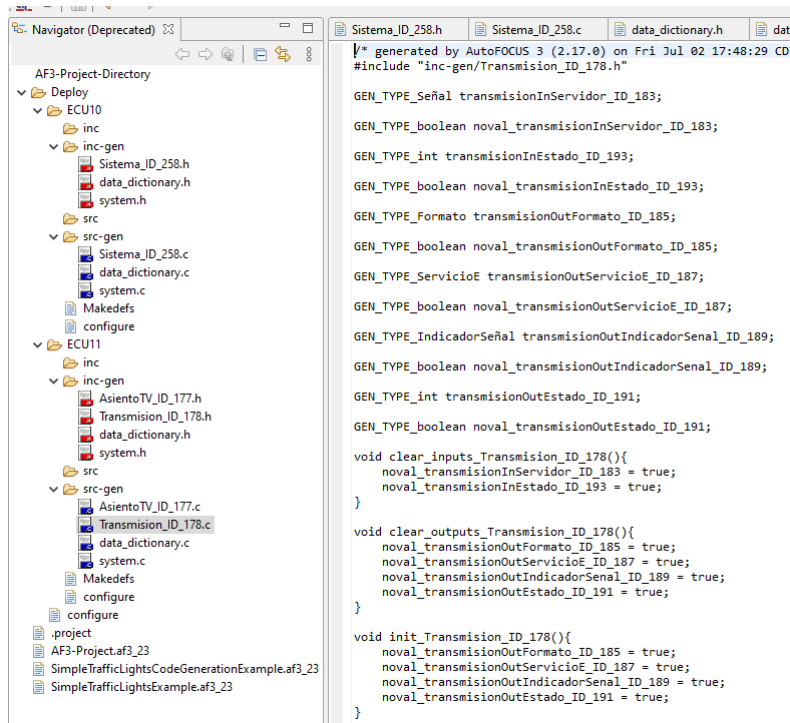 Navigator (Deprecated)
AF3-Project-Directory
Deploy
ECU10
inc
inc-gen
Sistema_ID_258.h
data_dictionary.h
system.h
src
src-gen
Sistema_ID_258.c
data_dictionary.c
system.c
Makedefs
configure
ECU11
inc
inc-gen
AsientoTV_ID_177.h
Transmision_ID_178.h
data_dictionary.h
system.h
src
src-gen
AsientoTV_ID_177.c
Transmision_ID_178.c
data_dictionary.c
system.c
Makedefs
configure
configure
.project
AF3-Project.af3_23
SimpleTrafficLightsCodeGenerationExample.af3_23
SimpleTrafficLightsExample.af3_23
Sistema_ID_258.h Sistema_ID_258.c data_dictionary.h dat
/* generated by AutoFOCUS 3 (2.17.0) on Fri Jul 02 17:48:29 CD
#include "inc-gen/Transmision_ID_178.h"
GEN_TYPE_Señal transmisionInServidor_ID_183;
GEN_TYPE_boolean noval_transmisionInServidor_ID_183;
GEN_TYPE_int transmisionInEstado_ID_193;
GEN_TYPE_boolean noval_transmisionInEstado_ID_193;
GEN_TYPE_Formato transmisionOutFormato_ID_185;
GEN_TYPE_boolean noval_transmisionOutFormato_ID_185;
GEN_TYPE_ServicioE transmisionOutServicioE_ID_187;
GEN_TYPE_boolean noval_transmisionOutServicioE_ID_187;
GEN_TYPE_IndicadorSeñal transmisionOutIndicadorSenal_ID_189;
GEN_TYPE_boolean noval_transmisionOutIndicadorSenal_ID_189;
GEN_TYPE_int transmisionOutEstado_ID_191;
GEN_TYPE_boolean noval_transmisionOutEstado_ID_191;
void clear_inputs_Transmision_ID_178(){
noval_transmisionInServidor_ID_183 = true;
noval_transmisionInEstado_ID_193 = true;
}
void clear_outputs_Transmision_ID_178(){
noval_transmisionOutFormato_ID_185 = true;
noval_transmisionOutServicioE_ID_187 = true;
noval_transmisionOutIndicadorSenal_ID_189 = true;
noval_transmisionOutEstado_ID_191 = true;
}
void init_Transmision_ID_178(){
noval_transmisionOutFormato_ID_185 = true;
noval_transmisionOutServicioE_ID_187 = true;
noval_transmisionOutIndicadorSenal_ID_189 = true;
noval_transmisionOutEstado_ID_191 = true;
}